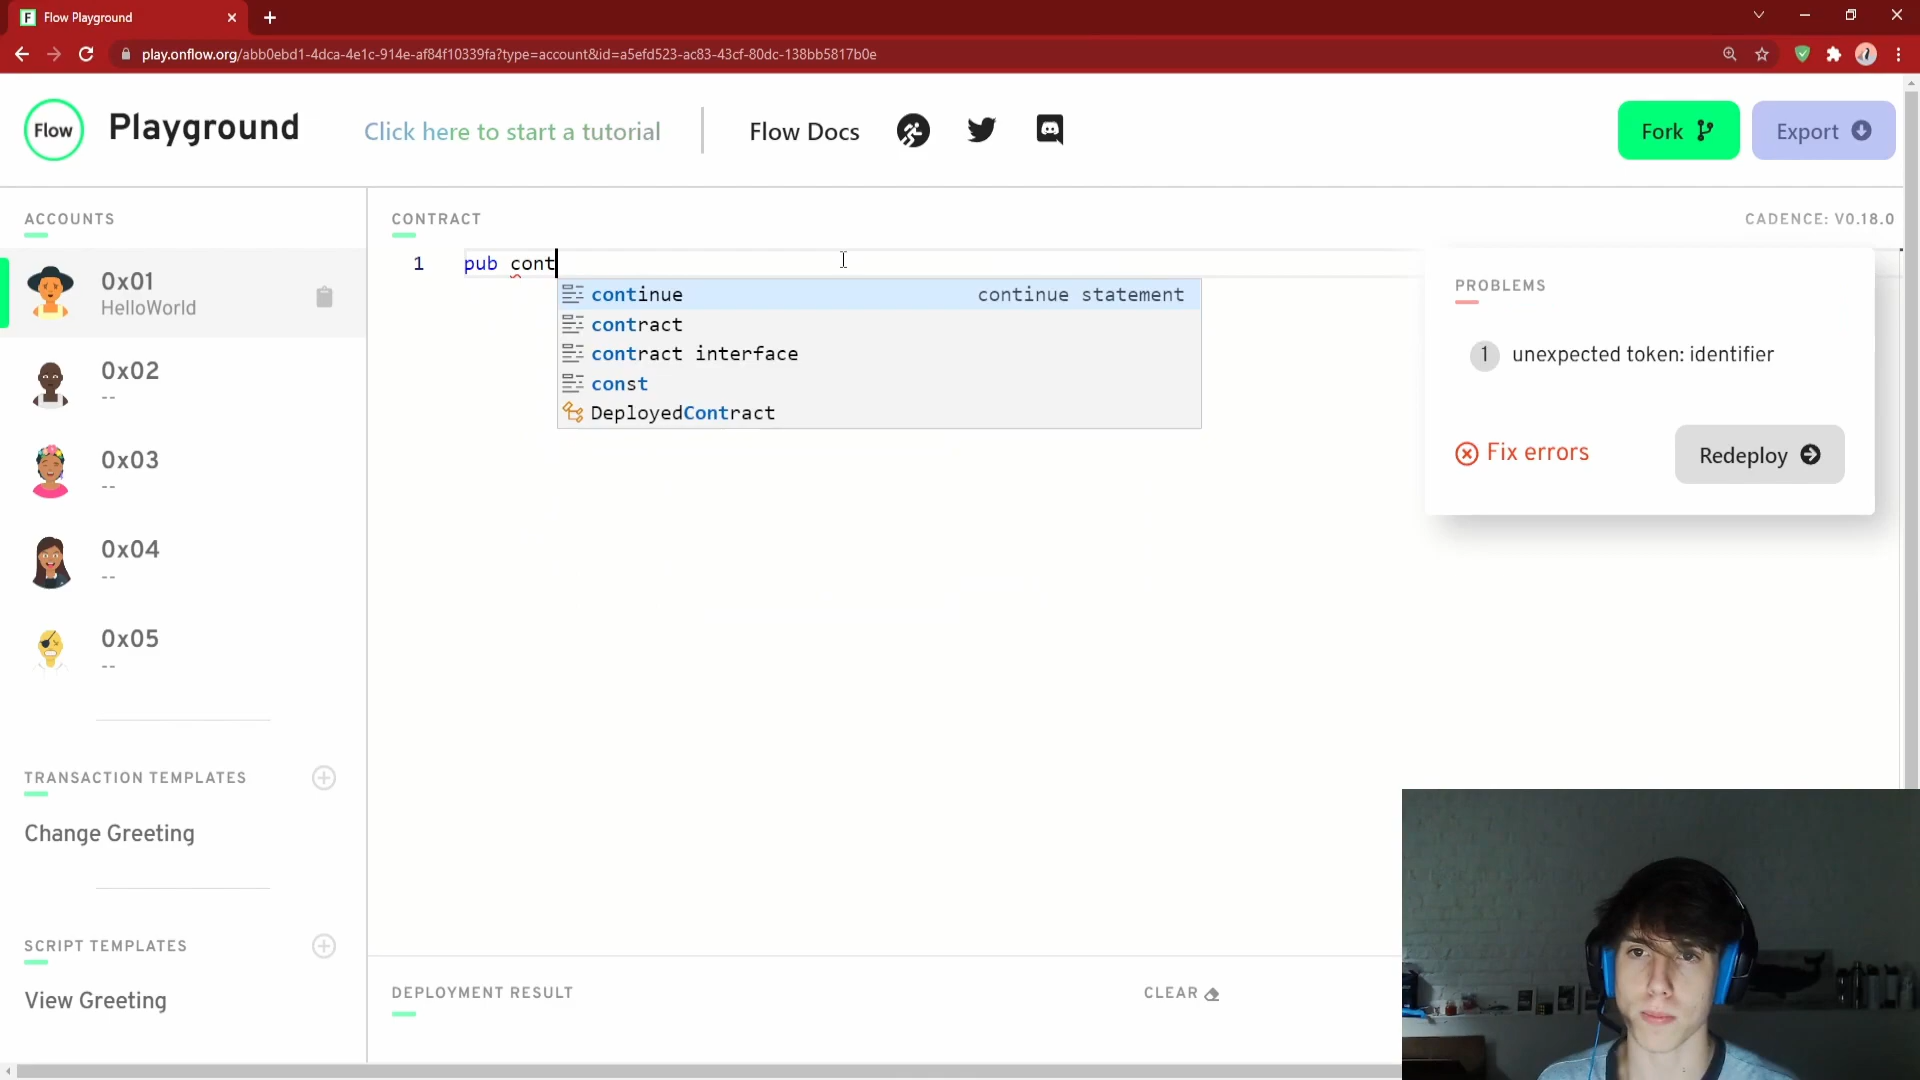 Flow Playground
play.onflow.org/abb0ebd1-4dca-4e1c-914e-af84f10339fa?type=account&id=a5efd523-ac83-43cf-80dc-138bb5817b0e
Flow
Playground
Click here to start a tutorial
Flow Docs
Fork
Export
ACCOUNTS
CONTRACT
CADENCE: V0.18.0
0x01
HelloWorld
0x02
--
0x03
--
0x04
--
0x05
--
1
pub cont
continue continue statement
contract
contract interface
const
DeployedContract
PROBLEMS
1 unexpected token: identifier
Fix errors
Redeploy
TRANSACTION TEMPLATES
Change Greeting
SCRIPT TEMPLATES
View Greeting
DEPLOYMENT RESULT
CLEAR